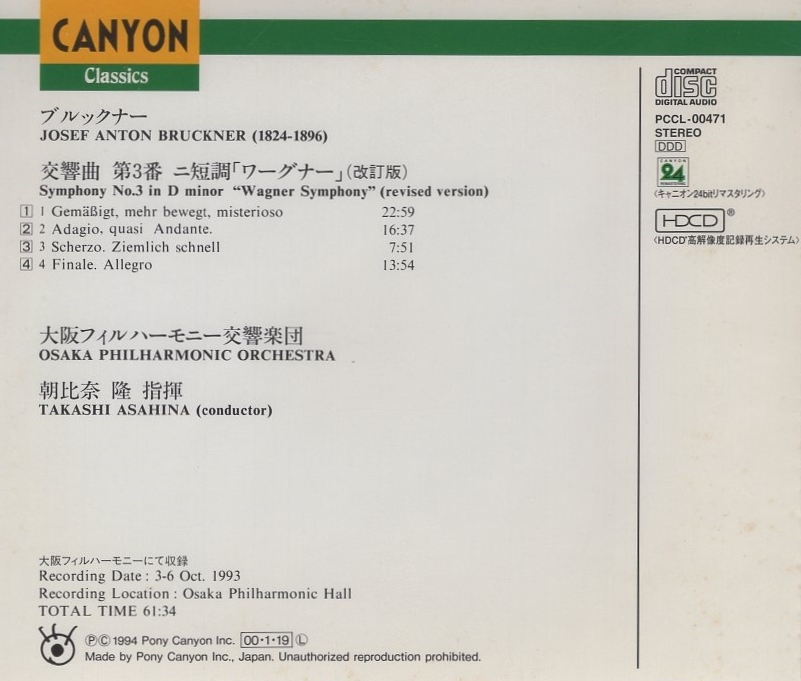 CANYON
Classics
ブルックナー
JOSEF ANTON BRUCKNER (1824-1896)
交響曲 第3番 ニ短調「ワーグナー」(改訂版)
Symphony No.3 in D minor “Wagner Symphony” (revised version)
1 1 Gemäßigt, mehr bewegt, misterioso 22:59
2 2 Adagio, quasi Andante. 16:37
3 3 Scherzo. Ziemlich schnell 7:51
4 4 Finale. Allegro 13:54
大阪フィルハーモニー交響楽団
OSAKA PHILHARMONIC ORCHESTRA
朝比奈 隆 指揮
TAKASHI ASAHINA (conductor)
大阪フィルハーモニーにて収録
Recording Date : 3-6 Oct. 1993
Recording Location : Osaka Philharmonic Hall
TOTAL TIME 61:34
ⓅⒸ 1994 Pony Canyon Inc. 00・1・19 Ⓛ
Made by Pony Canyon Inc., Japan. Unauthorized reproduction prohibited.
COMPACT
disc
DIGITAL AUDIO
PCCL-00471
STEREO
DDD
CANYON
24
〈キャニオン24bitリマスタリング〉
HDCD®
〈HDCD®高解像度記録再生システム〉